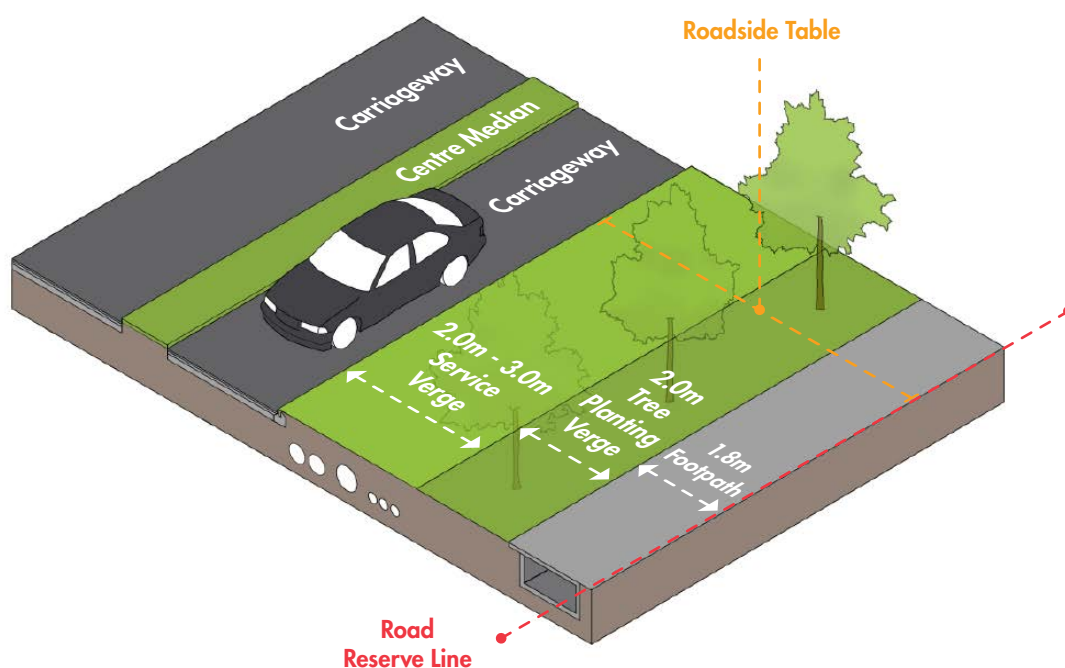 Roadside Table
Carriageway
Centre Median
Carriageway
2.0m - 3.0m
Service
Verge
2.0m
Tree
Planting
Verge
1.8m
Footpath
Road
Reserve Line